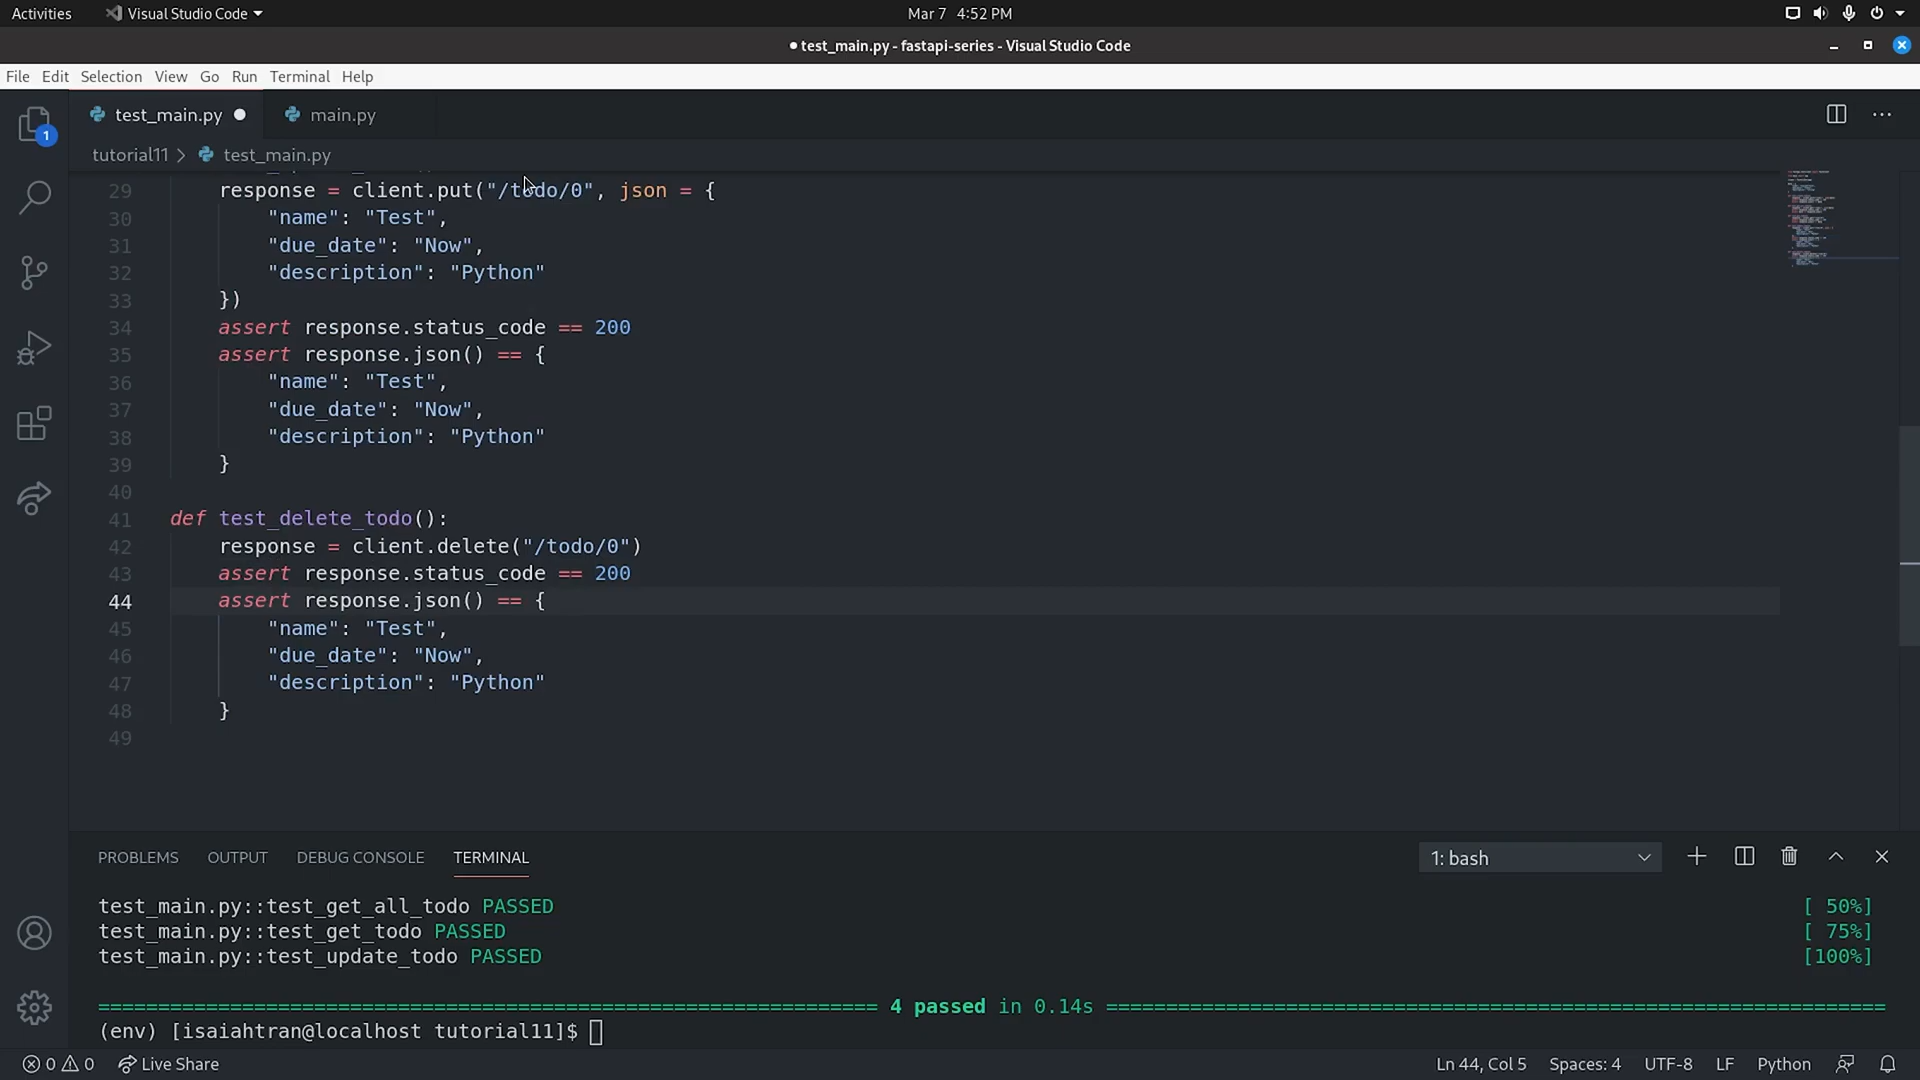 Activities
Visual Studio Code
Mar 7 4:52 PM
● test_main.py - fastapi-series - Visual Studio Code
File Edit Selection View Go Run Terminal Help
1
test_main.py
main.py
tutorial11 > test_main.py
29 response = client.put("/todo/0", json = {
30 "name": "Test",
31 "due_date": "Now",
32 "description": "Python"
33 })
34 assert response.status_code == 200
35 assert response.json() == {
36 "name": "Test",
37 "due_date": "Now",
38 "description": "Python"
39 }
40
41 def test_delete_todo():
42 response = client.delete("/todo/0")
43 assert response.status_code == 200
44 assert response.json() == {
45 "name": "Test",
46 "due_date": "Now",
47 "description": "Python"
48 }
49
PROBLEMS OUTPUT DEBUG CONSOLE TERMINAL
1: bash
test_main.py::test_get_all_todo PASSED [ 50%]
test_main.py::test_get_todo PASSED [ 75%]
test_main.py::test_update_todo PASSED [100%]
4 passed in 0.14s
(env) [isaiahtran@localhost tutorial11]$
0 0 Live Share
Ln 44, Col 5 Spaces: 4 UTF-8 LF Python